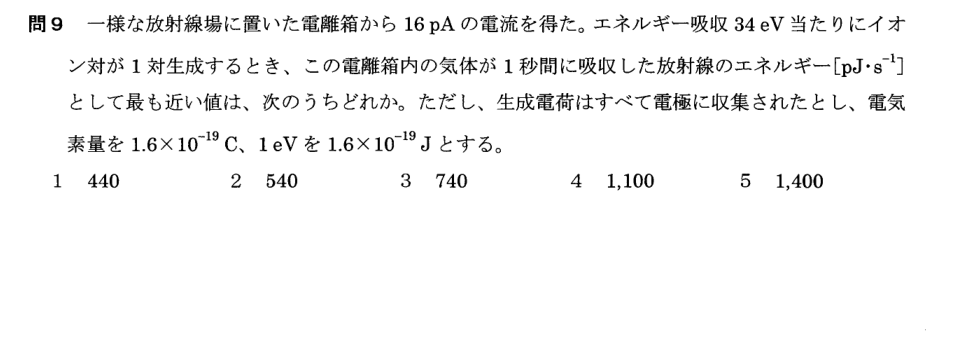 問9 一様な放射線場に置いた電離箱から 16 pA の電流を得た。エネルギー吸収 34 eV 当たりにイオ
ン対が 1 対生成するとき、この電離箱内の気体が 1 秒間に吸収した放射線のエネルギー[pJ·s⁻¹]
として最も近い値は、次のうちどれか。ただし、生成電荷はすべて電極に収集されたとし、電気
素量を 1.6×10⁻¹⁹ C、1 eV を 1.6×10⁻¹⁹ J とする。
1 440 2 540 3 740 4 1,100 5 1,400